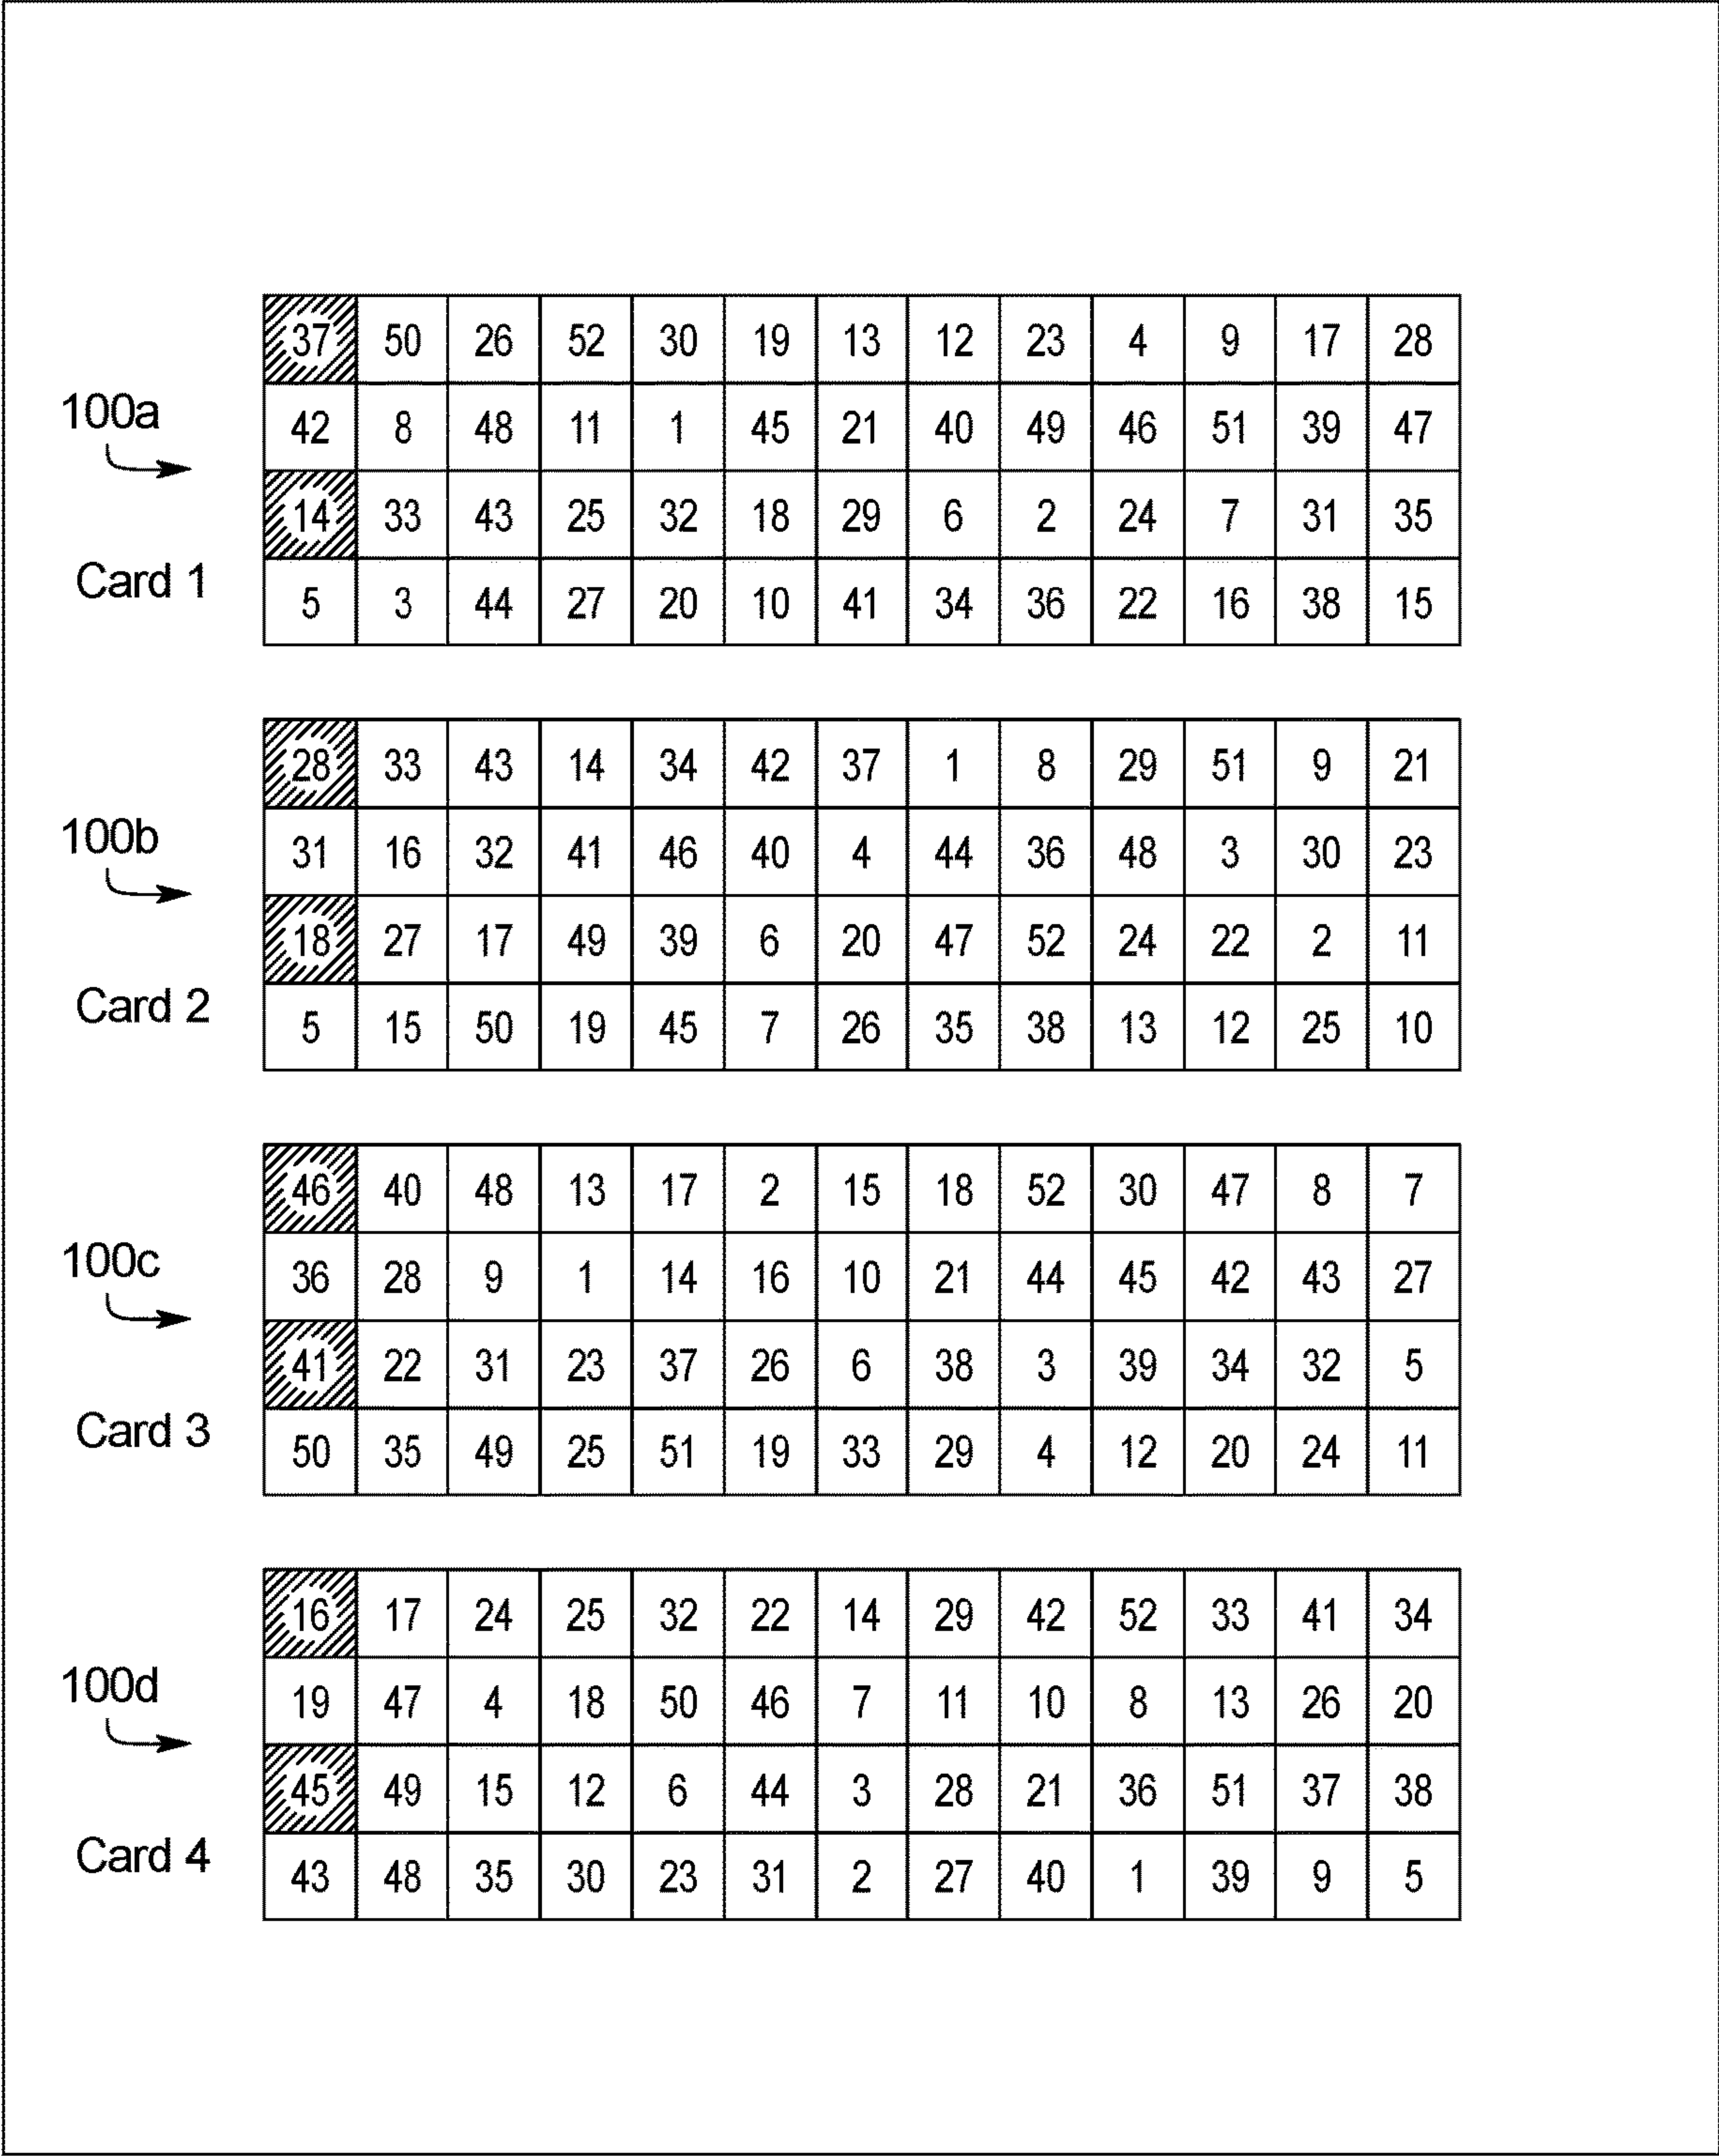 37 50 26 52 30 19 13 12 23 4 9 17 28
100a
42 8 48 11 1 45 21 40 49 46 51 39 47
14 33 43 25 32 18 29 6 2 24 7 31 35
Card 1
5 3 44 27 20 10 41 34 36 22 16 38 15
28 33 43 14 34 42 37 1 8 29 51 9 21
100b
31 16 32 41 46 40 4 44 36 48 3 30 23
18 27 17 49 39 6 20 47 52 24 22 2 11
Card 2
5 15 50 19 45 7 26 35 38 13 12 25 10
46 40 48 13 17 2 15 18 52 30 47 8 7
100c
36 28 9 1 14 16 10 21 44 45 42 43 27
41 22 31 23 37 26 6 38 3 39 34 32 5
Card 3
50 35 49 25 51 19 33 29 4 12 20 24 11
16 17 24 25 32 22 14 29 42 52 33 41 34
100d
19 47 4 18 50 46 7 11 10 8 13 26 20
45 49 15 12 6 44 3 28 21 36 51 37 38
Card 4
43 48 35 30 23 31 2 27 40 1 39 9 5